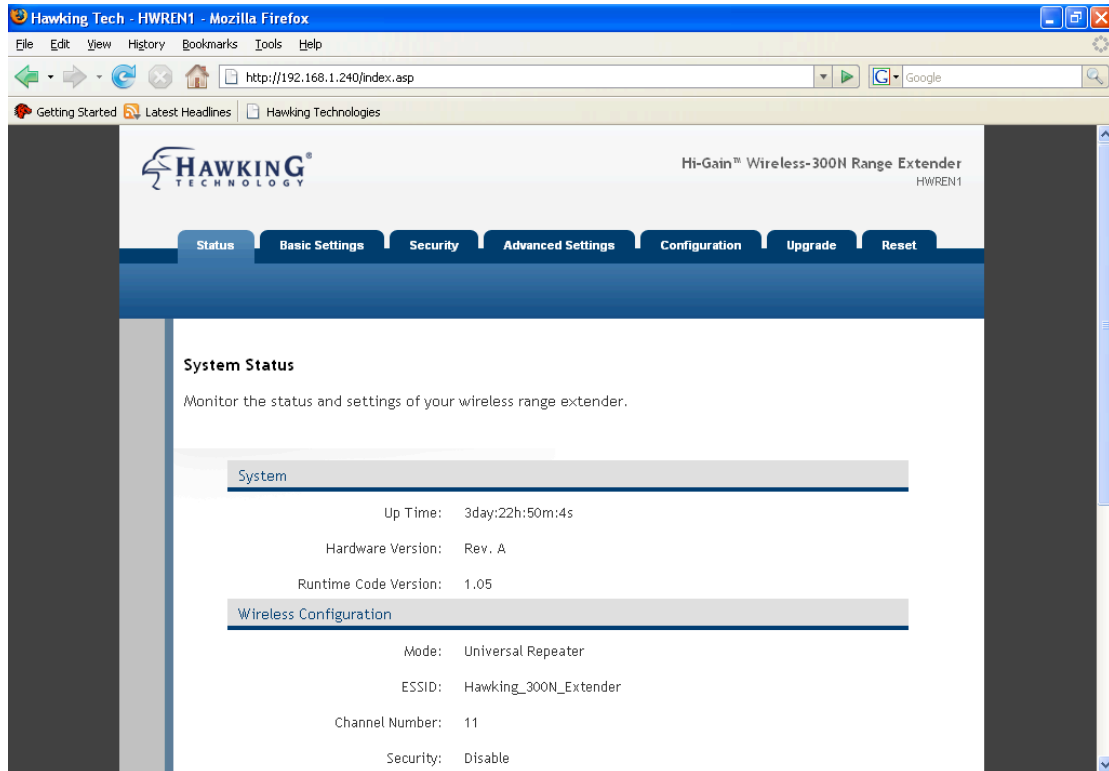 Hawking Tech - HWREN1 - Mozilla Firefox
File Edit View History Bookmarks Tools Help
http://192.168.1.240/index.asp
G Google
Getting Started Latest Headlines Hawking Technologies
HAWKING®
TECHNOLOGY
Hi-Gain™ Wireless-300N Range Extender
HWREN1
Status Basic Settings Security Advanced Settings Configuration Upgrade Reset
System Status
Monitor the status and settings of your wireless range extender.
System
Up Time: 3day:22h:50m:4s
Hardware Version: Rev. A
Runtime Code Version: 1.05
Wireless Configuration
Mode: Universal Repeater
ESSID: Hawking_300N_Extender
Channel Number: 11
Security: Disable